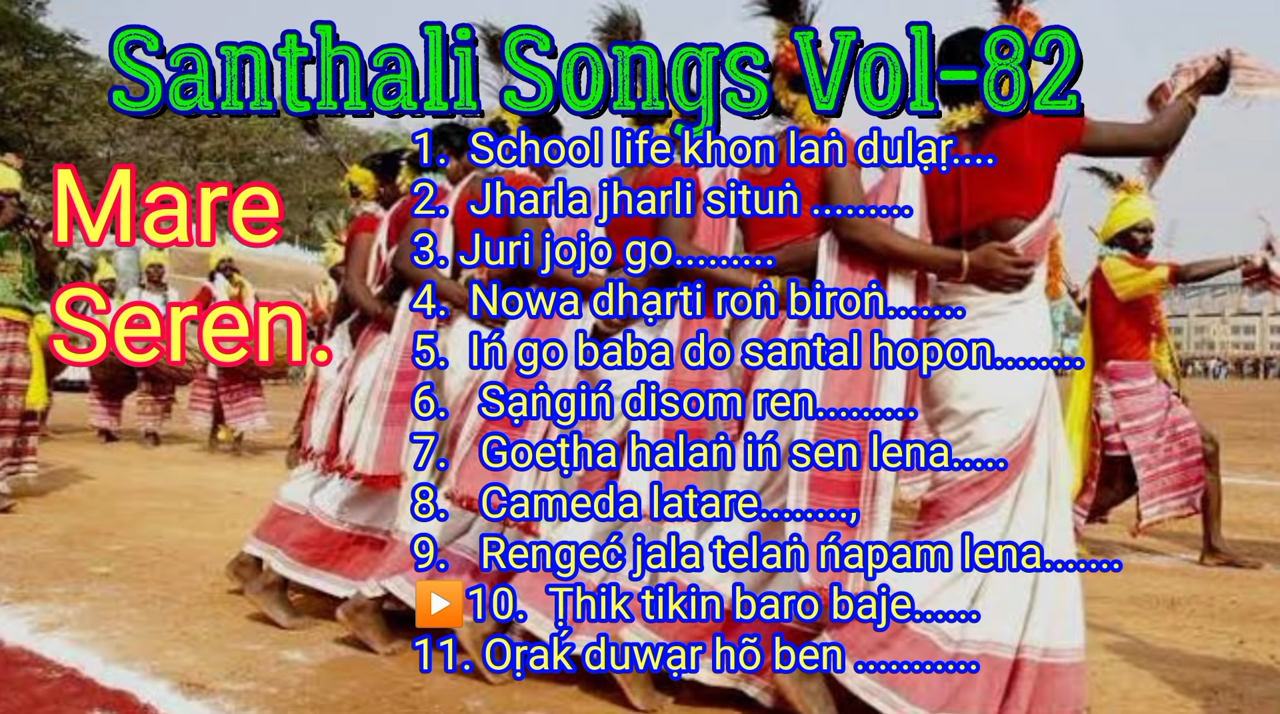 Santhali Songs Vol-82
Mare
Seren.
1. School life khon laṅ dulạṛ....
2. Jharla jharli situṅ .........
3. Juri jojo go.........
4. Nowa dhạrti roṅ biroṅ.......
5. Iń go baba do santal hopon........
6. Sạṅgiń disom ren.........
7. Goeṭha halaṅ iń sen lena.....
8. Cameda latare........,
9. Rengeć jala telaṅ ńapam lena.......
▶️10. Ṭhik tikin baro baje......
11. Oṛaḱ duwạr hõ ben ...........